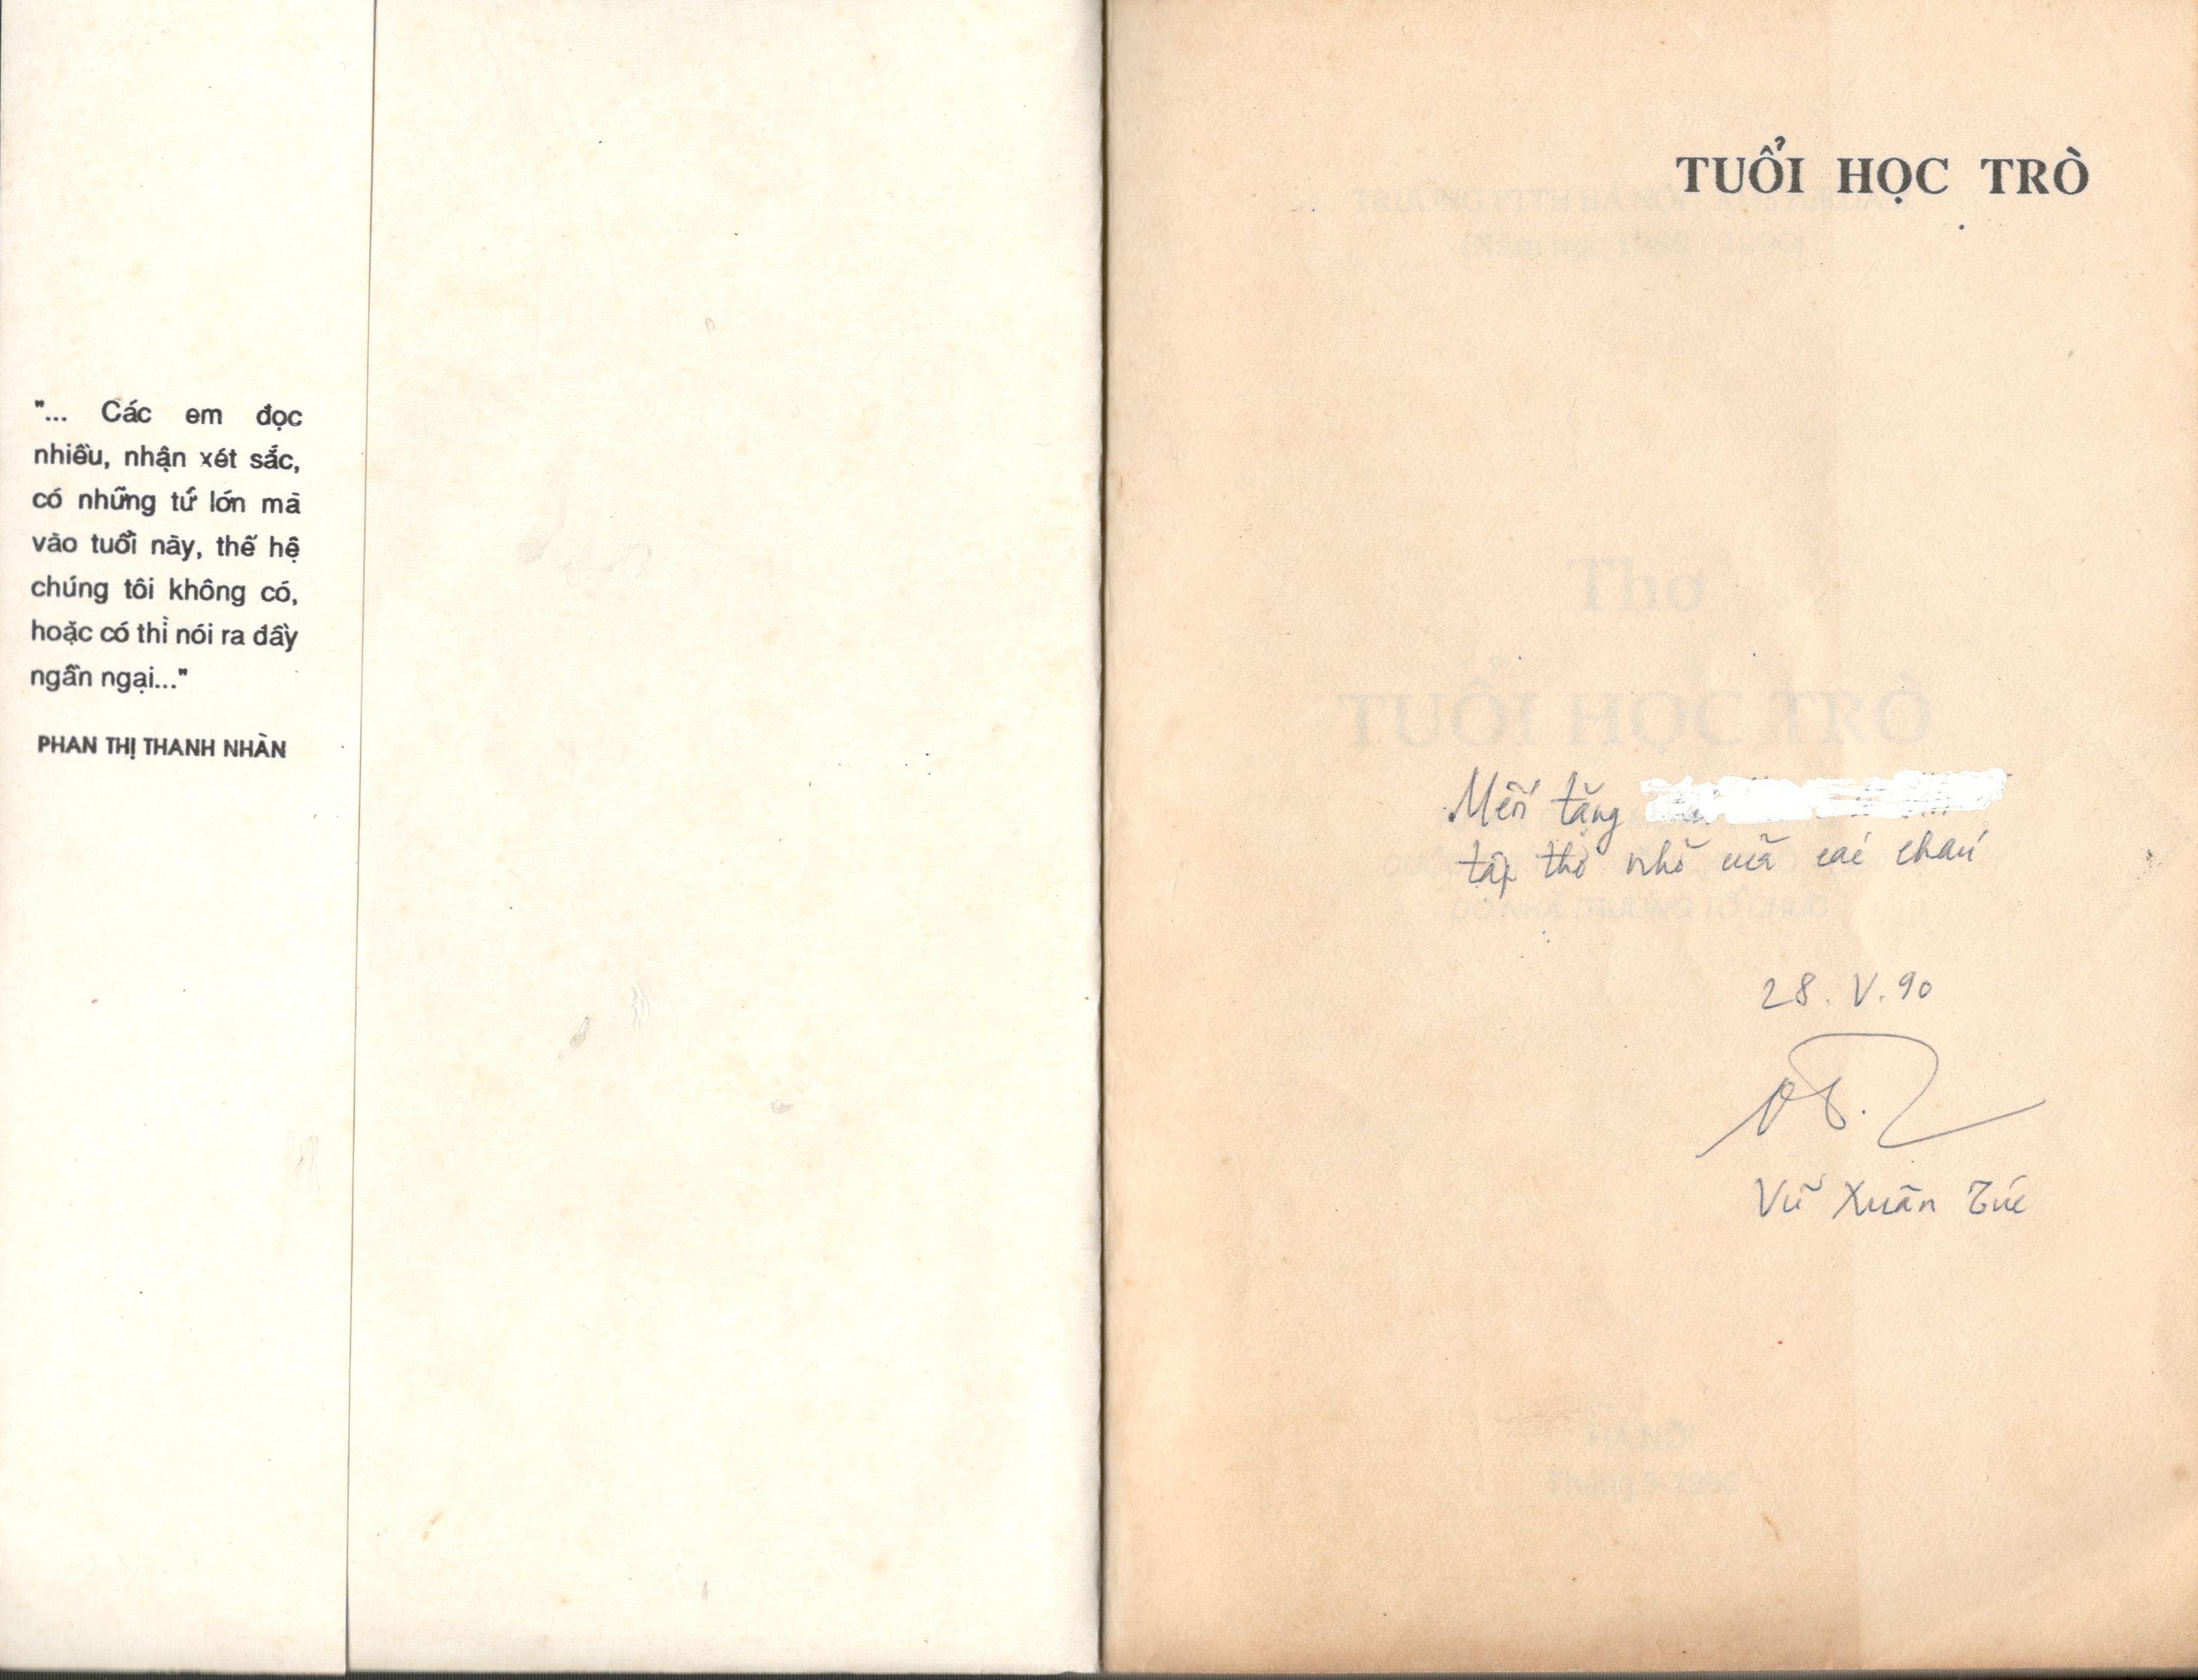 "... Các em đọc
nhiều, nhận xét sắc,
có những tứ lớn mà
vào tuổi này, thế hệ
chúng tôi không có,
hoặc có thì nói ra đầy
ngần ngại..."
PHAN THỊ THANH NHÀN
TUỔI HỌC TRÒ
Thơ
TUỔI HỌC TRÒ
Mến tặng
tập thơ nhỏ của các cháu
28. V. 90
Vũ Xuân Túc
HÀ NỘI